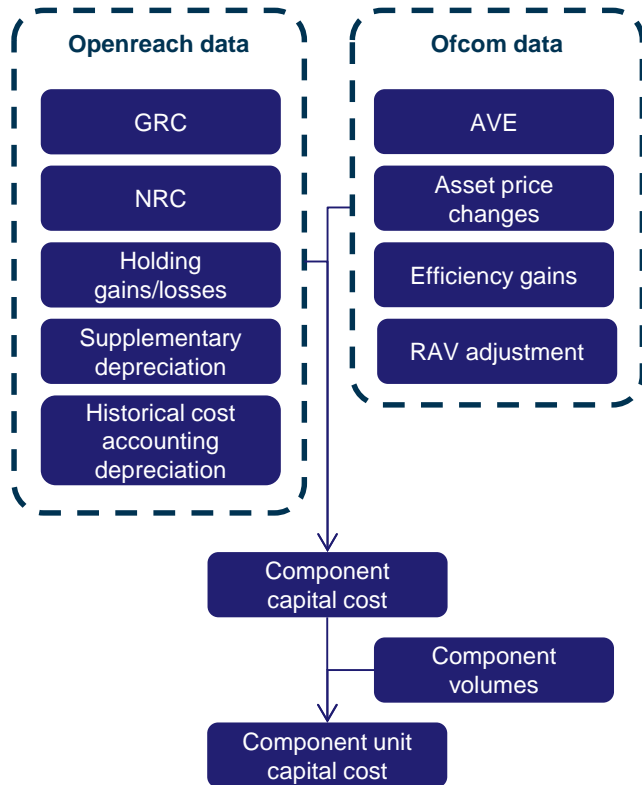 Openreach data
GRC
NRC
Holding
gains/losses
Supplementary
depreciation
Historical cost
accounting
depreciation
Ofcom data
AVE
Asset price
changes
Efficiency gains
RAV adjustment
Component
capital cost
Component
volumes
Component unit
capital cost